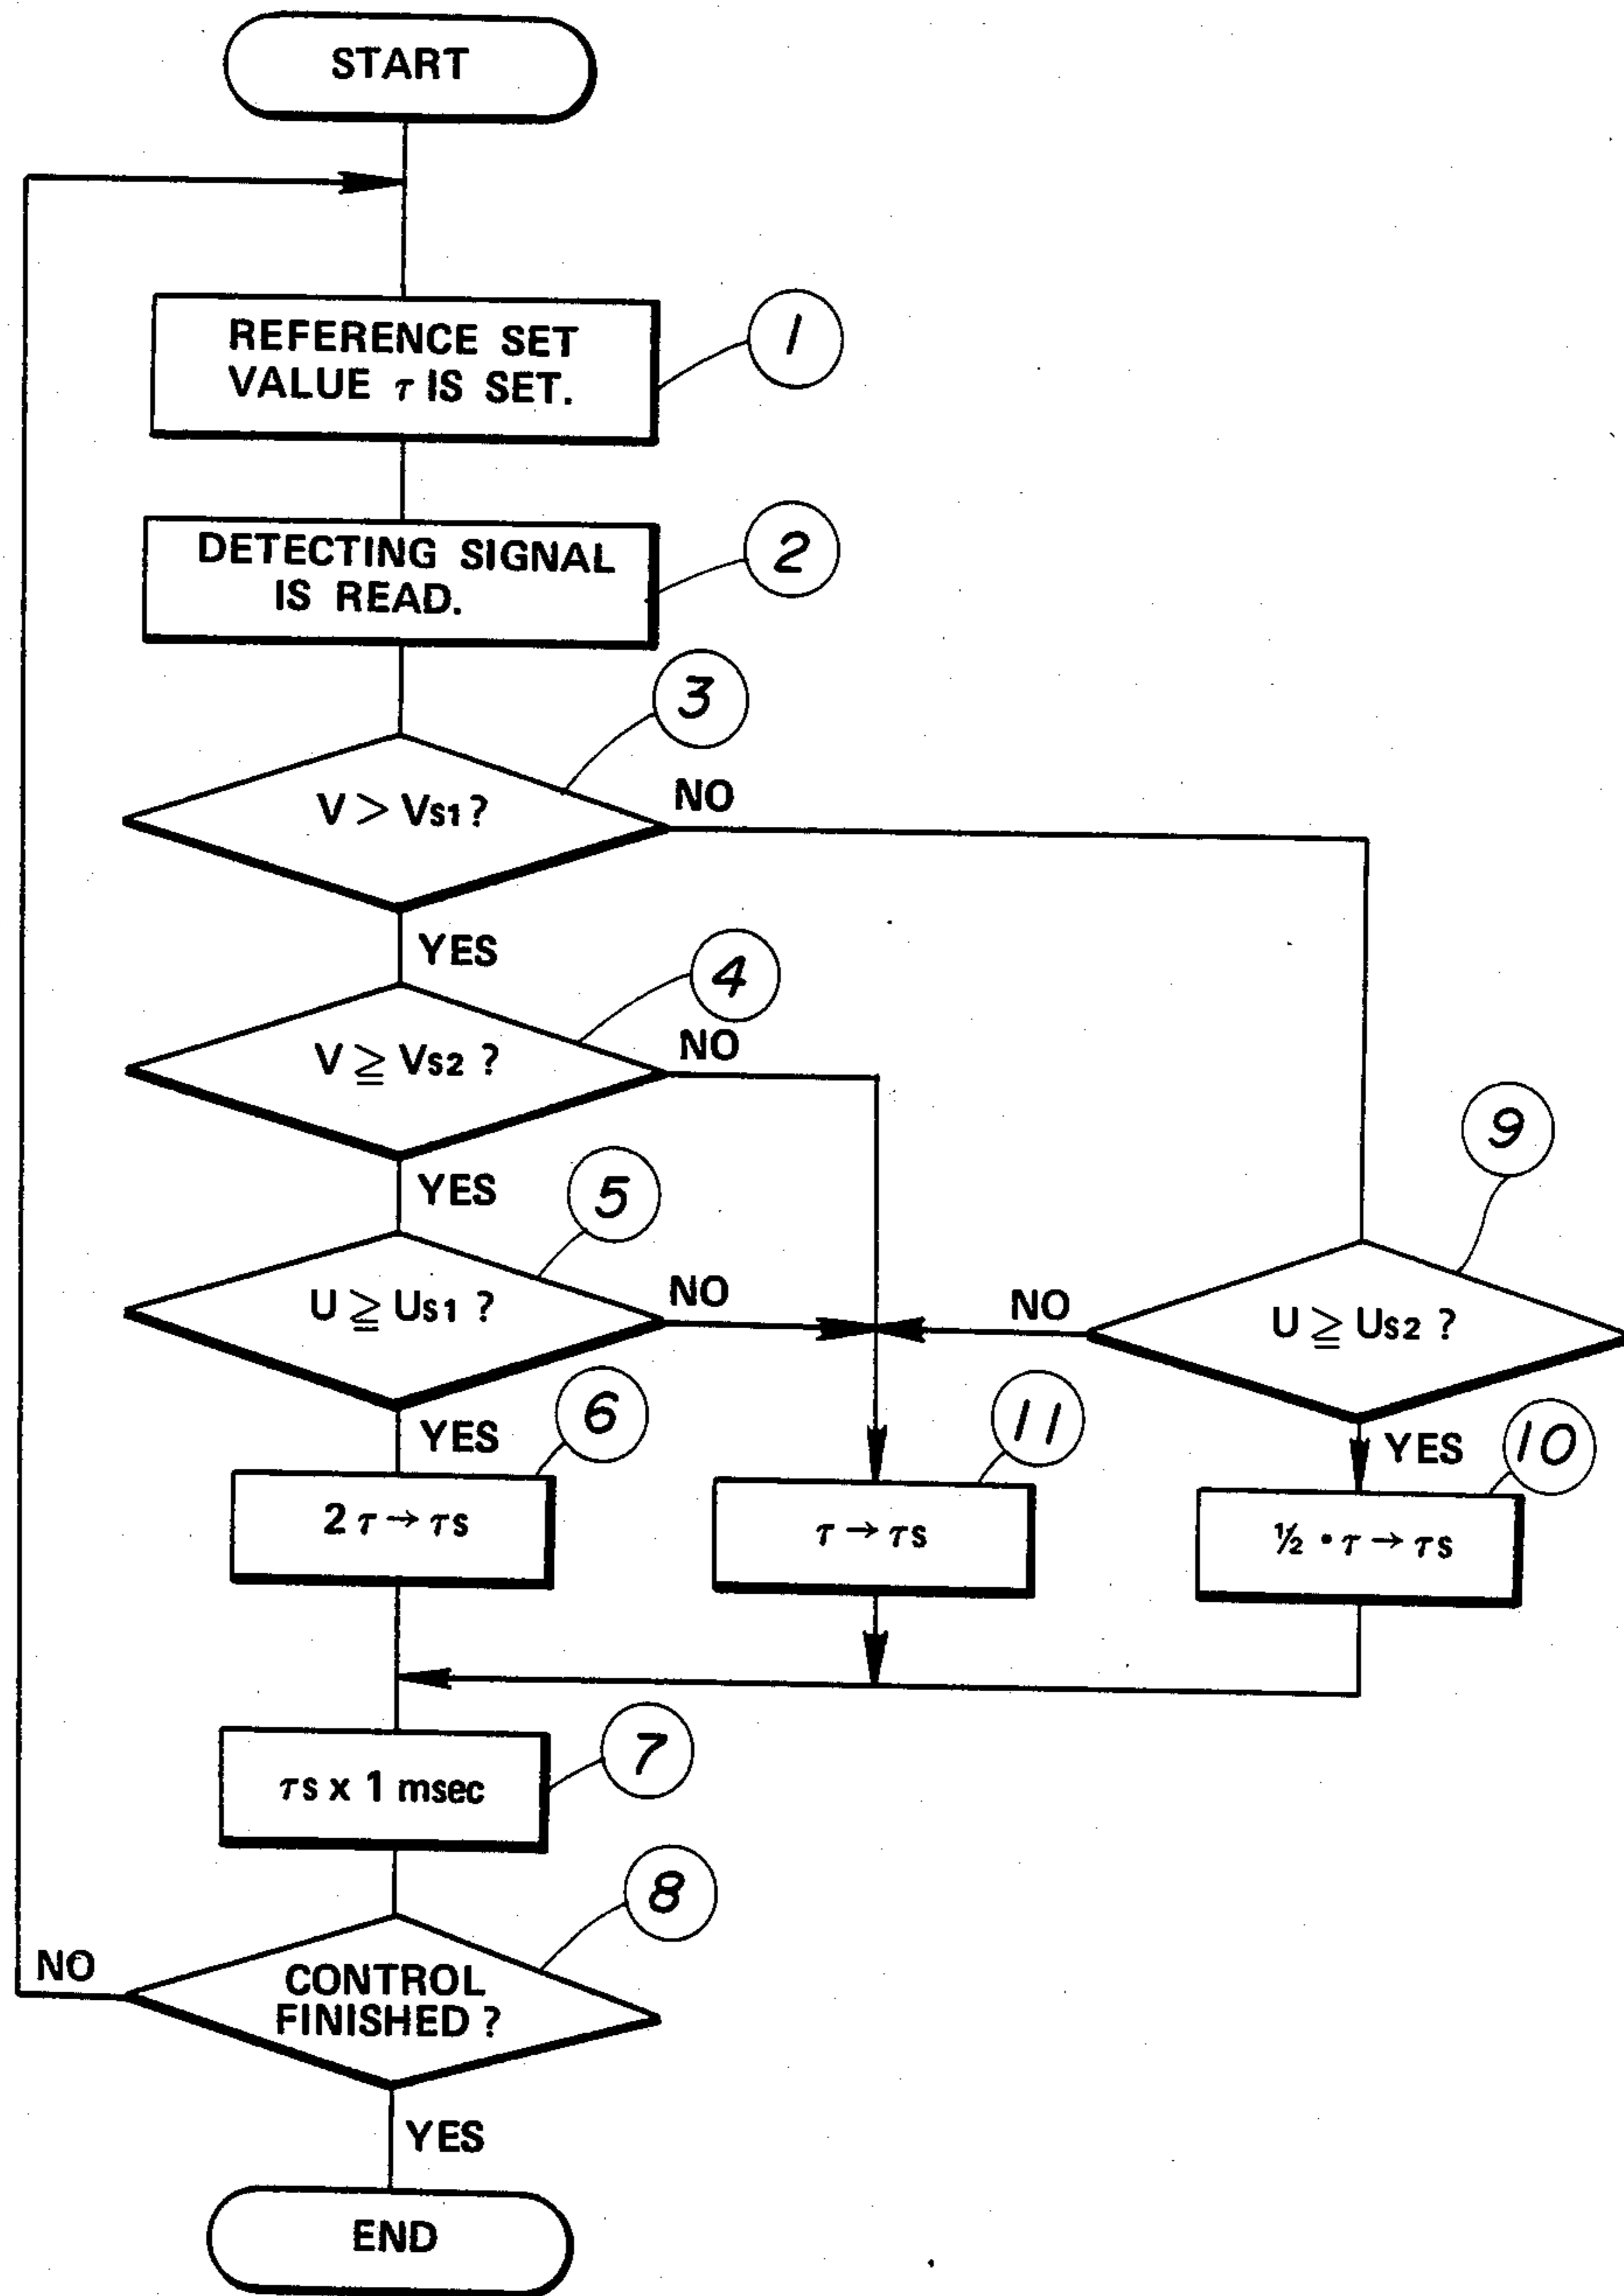 START
REFERENCE SET
VALUE τ IS SET.
1
DETECTING SIGNAL
IS READ.
2
3
V > Vs1?
NO
YES
4
V ≧ Vs2 ?
NO
YES
5
9
U ≧ Us1 ?
NO
NO
U ≧ Us2 ?
YES
6
11
YES
10
2 τ → τs
τ → τs
½ • τ → τs
τs x 1 msec
7
8
NO
CONTROL
FINISHED ?
YES
END